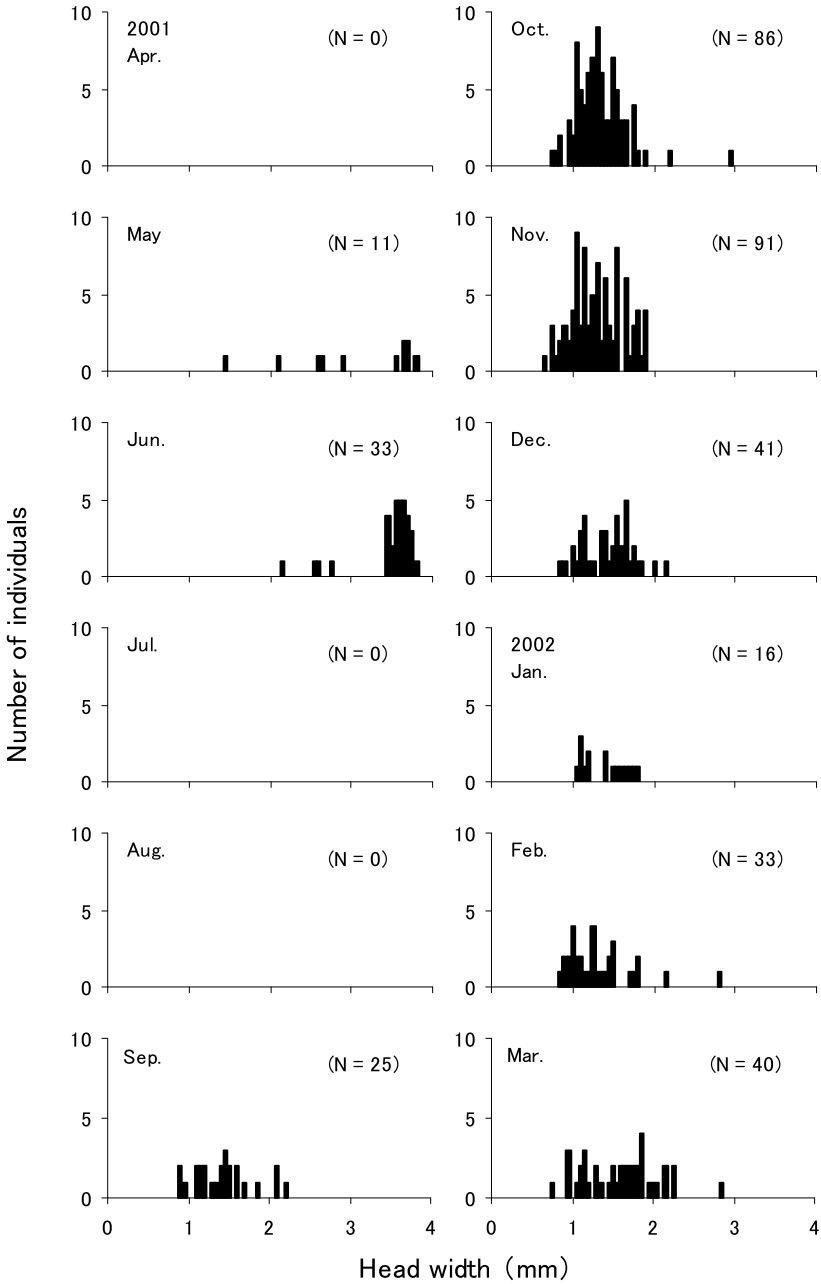 Number of individuals
10
5
0
2001
Apr.
(N = 0)
10
5
0
May
(N = 11)
10
5
0
Jun.
(N = 33)
10
5
0
Jul.
(N = 0)
10
5
0
Aug.
(N = 0)
10
5
0
Sep.
(N = 25)
0 1 2 3 4
10
5
0
Oct.
(N = 86)
10
5
0
Nov.
(N = 91)
10
5
0
Dec.
(N = 41)
10
5
0
2002
Jan.
(N = 16)
10
5
0
Feb.
(N = 33)
10
5
0
Mar.
(N = 40)
0 1 2 3 4
Head width (mm)